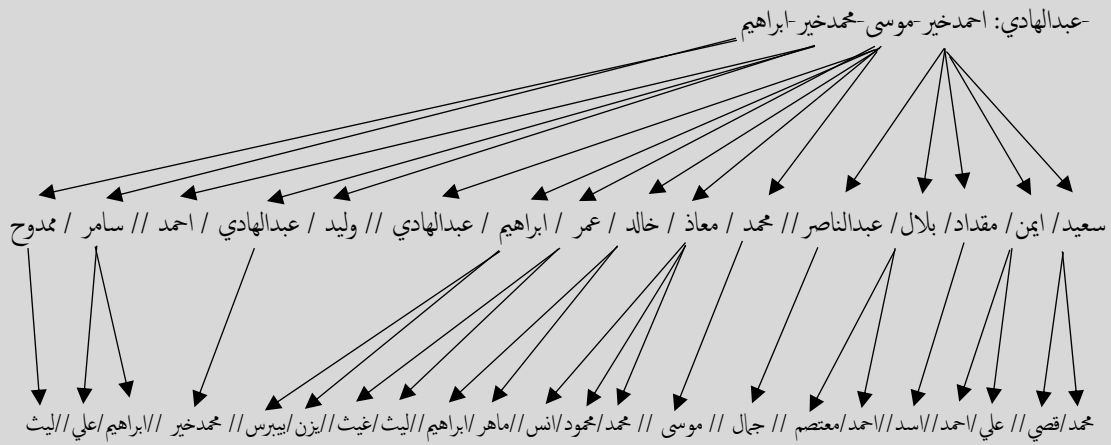 -عبدالهادي: احمدخير-موسى-محمدخير-ابراهيم
سعيد/ ايمن/ مقداد/ بلال/ عبدالناصر // محمد / معاذ / خالد / عمر / ابراهيم / عبدالهادي // وليد / عبدالهادي / احمد // سامر / ممدوح
محمد/قصي// علي/احمد//اسد//احمد/معتصم // جمال // موسى // محمد/محمود/انس//ماهر/ابراهيم//ليث/غيث//يزن/بيبرس// محمدخير //ابراهيم/علي//ليث